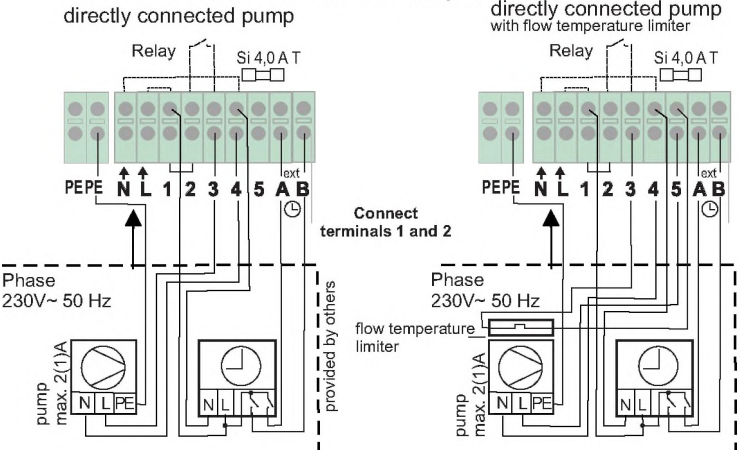 directly connected pump
Relay
Si 4,0 A T
PE PE N L 1 2 3 4 5 A ext B
Phase
230V~ 50 Hz
pump
max. 2(1)A
N L PE
N L
provided by others
Connect
terminals 1 and 2
directly connected pump
with flow temperature limiter
Relay
Si 4,0 A T
PE PE N L 1 2 3 4 5 A ext B
Phase
230V~ 50 Hz
flow temperature
limiter
pump
max. 2(1)A
N L PE
N L